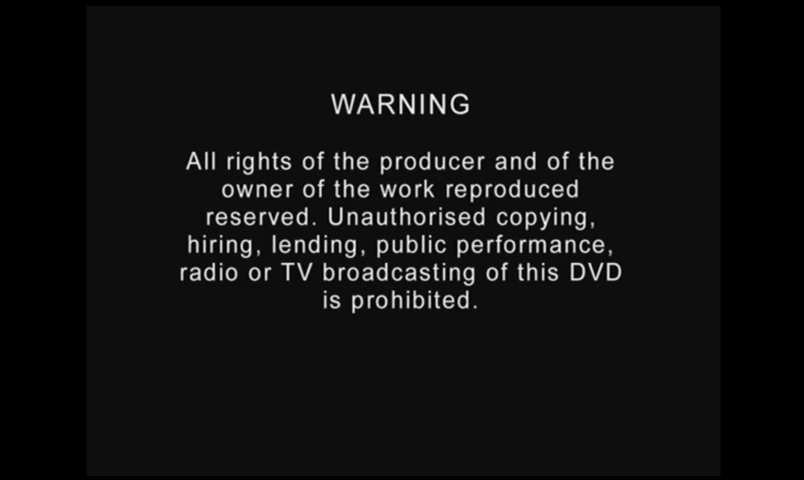 WARNING
All rights of the producer and of the
owner of the work reproduced
reserved. Unauthorised copying,
hiring, lending, public performance,
radio or TV broadcasting of this DVD
is prohibited.